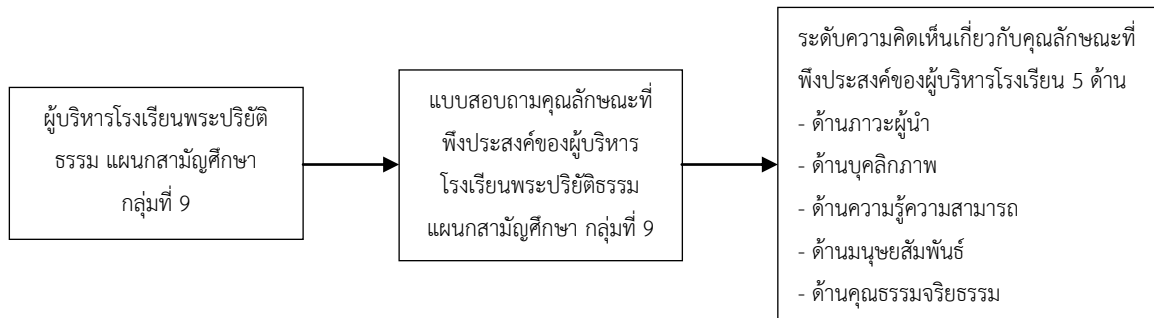 ผู้บริหารโรงเรียนพระปริยัติ
ธรรม แผนกสามัญศึกษา
กลุ่มที่ 9
แบบสอบถามคุณลักษณะที่
พึงประสงค์ของผู้บริหาร
โรงเรียนพระปริยัติธรรม
แผนกสามัญศึกษา กลุ่มที่ 9
ระดับความคิดเห็นเกี่ยวกับคุณลักษณะที่
พึงประสงค์ของผู้บริหารโรงเรียน 5 ด้าน
- ด้านภาวะผู้นำ
- ด้านบุคลิกภาพ
- ด้านความรู้ความสามารถ
- ด้านมนุษยสัมพันธ์
- ด้านคุณธรรมจริยธรรม